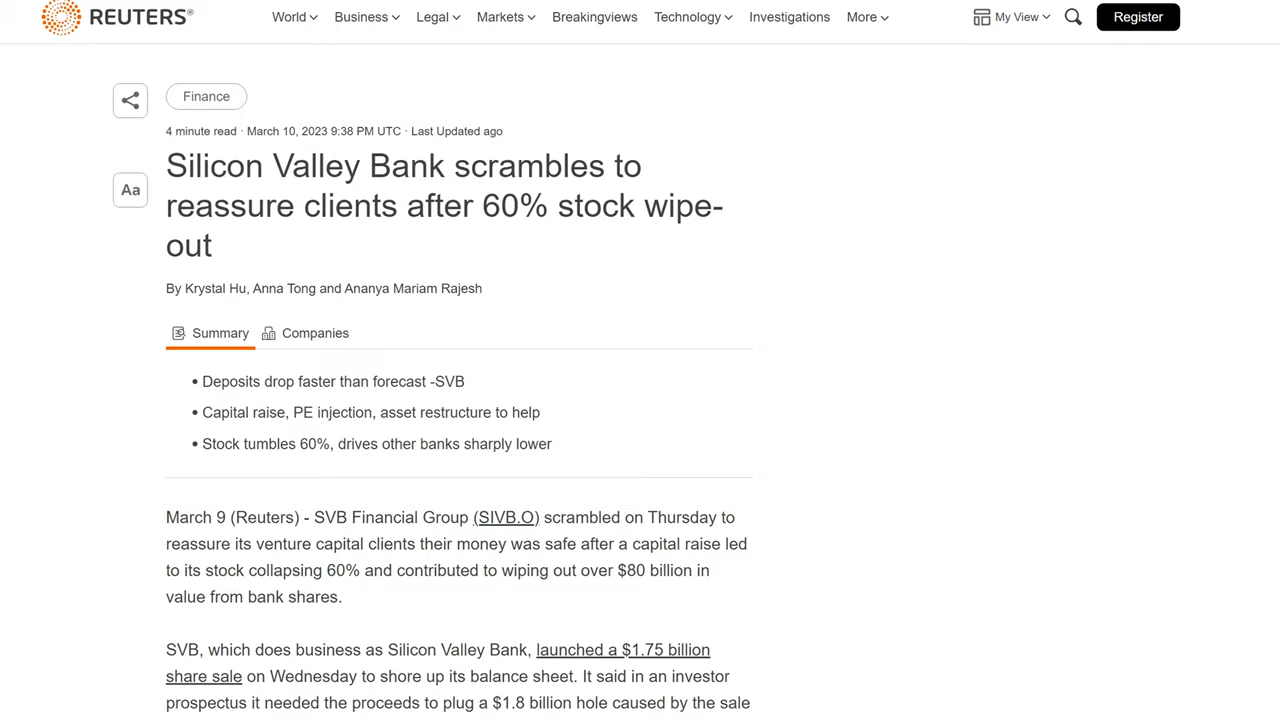 REUTERS®
World Business Legal Markets Breakingviews Technology Investigations More
My View
Register
Finance
4 minute read · March 10, 2023 9:38 PM UTC · Last Updated ago
Aa
Silicon Valley Bank scrambles to
reassure clients after 60% stock wipe-
out
By Krystal Hu, Anna Tong and Ananya Mariam Rajesh
Summary Companies
• Deposits drop faster than forecast -SVB
• Capital raise, PE injection, asset restructure to help
• Stock tumbles 60%, drives other banks sharply lower
March 9 (Reuters) - SVB Financial Group (SIVB.O) scrambled on Thursday to
reassure its venture capital clients their money was safe after a capital raise led
to its stock collapsing 60% and contributed to wiping out over $80 billion in
value from bank shares.
SVB, which does business as Silicon Valley Bank, launched a $1.75 billion
share sale on Wednesday to shore up its balance sheet. It said in an investor
prospectus it needed the proceeds to plug a $1.8 billion hole caused by the sale